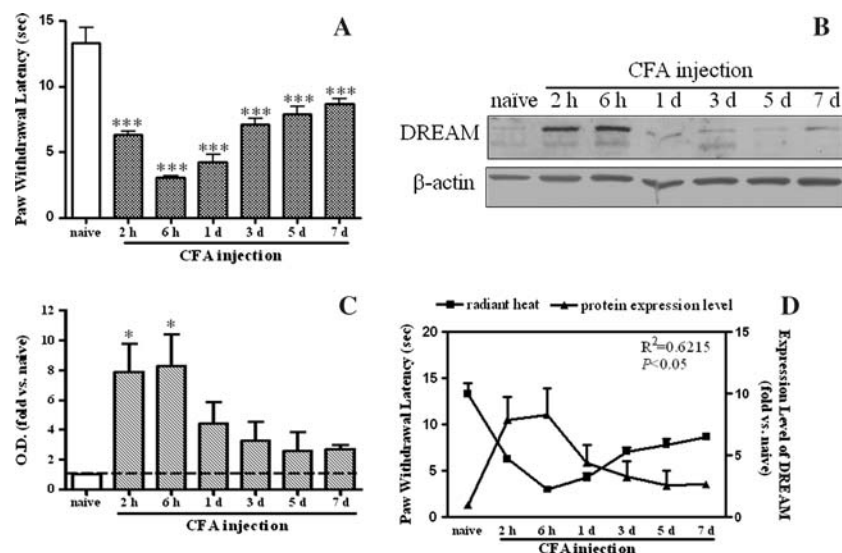 A
Paw Withdrawal Latency (sec)
15
10
5
0
***
***
***
***
***
***
naive
2 h
6 h
1 d
3 d
5 d
7 d
CFA injection
B
CFA injection
naïve 2 h 6 h 1 d 3 d 5 d 7 d
DREAM
β-actin
C
O.D. (fold vs. naive)
12
10
8
6
4
2
0
*
*
naive
2 h
6 h
1 d
3 d
5 d
7 d
CFA injection
radiant heat
protein expression level
D
Paw Withdrawal Latency (sec)
20
15
10
5
0
R²=0.6215
P<0.05
15
10
5
0
Expression Level of DREAM
(fold vs. naive)
naive
2 h
6 h
1 d
3 d
5 d
7 d
CFA injection